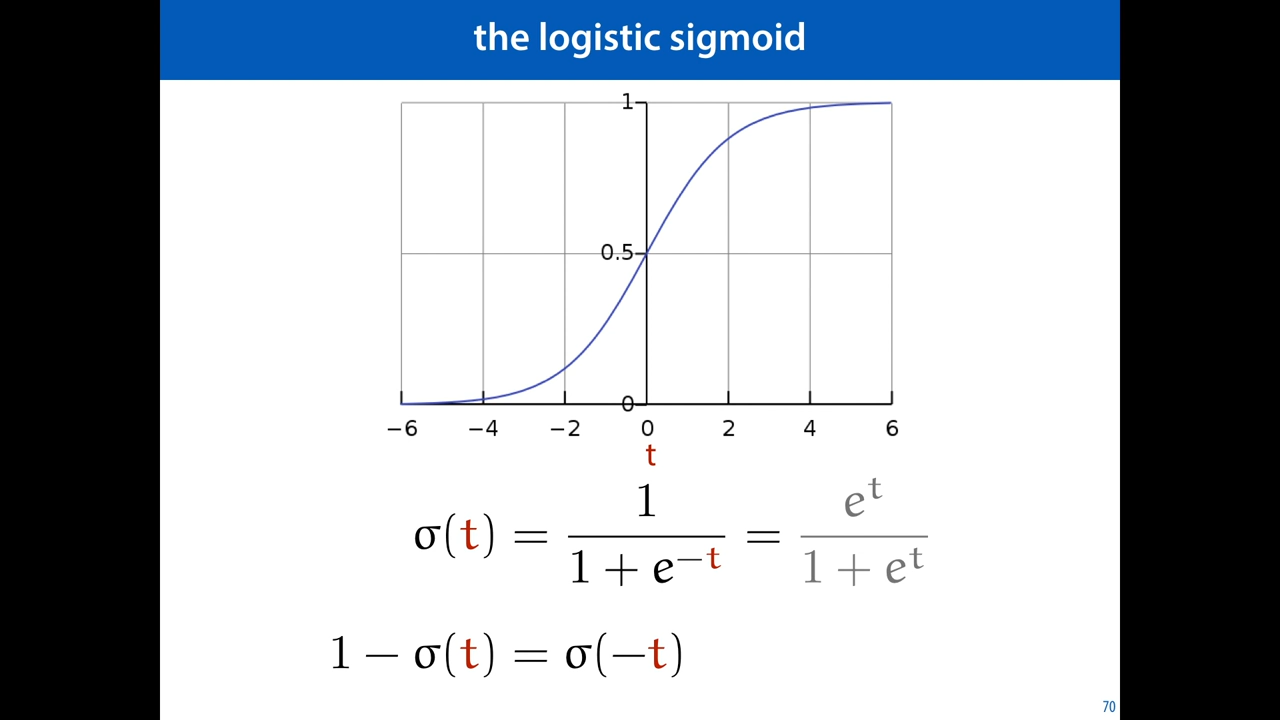 the logistic sigmoid
1
0.5
0
−6 −4 −2 0 2 4 6
t
σ(t) = 1 / (1 + e^{−t}) = e^t / (1 + e^t)
1 − σ(t) = σ(−t)
70